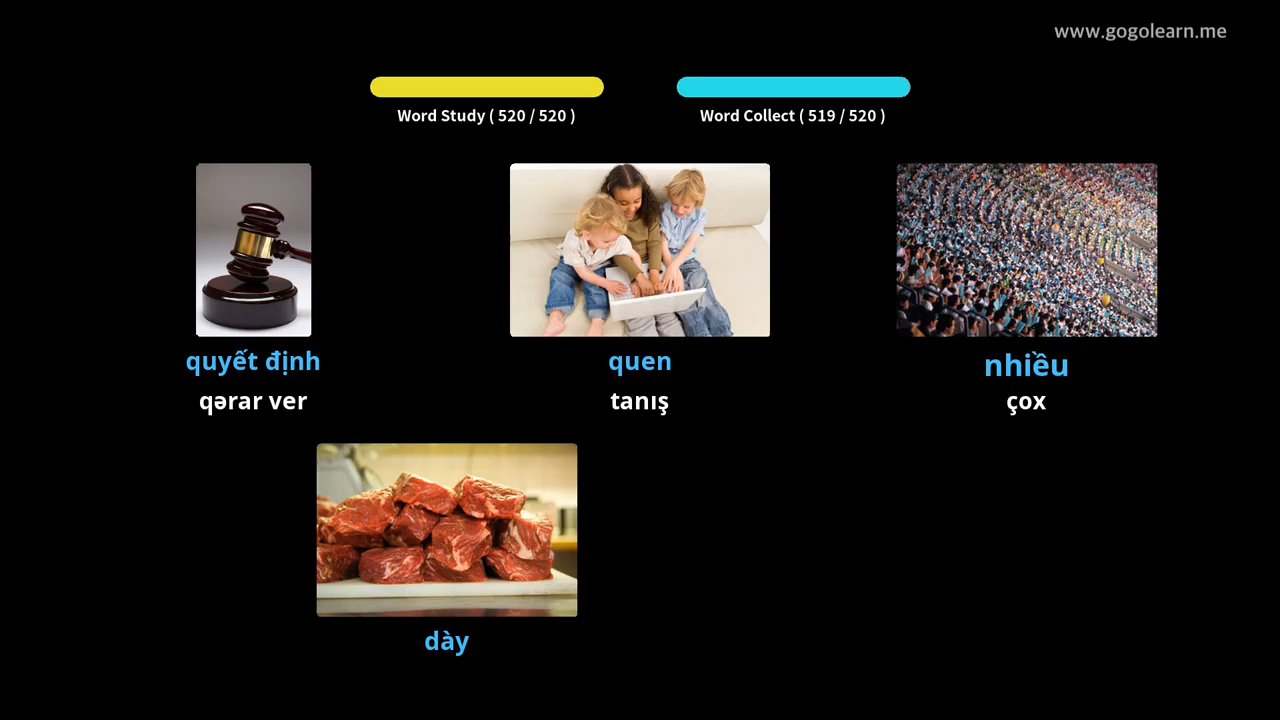 www.gogolearn.me
Word Study ( 520 / 520 )
Word Collect ( 519 / 520 )
quyết định
qərar ver
quen
tanış
nhiều
çox
dày